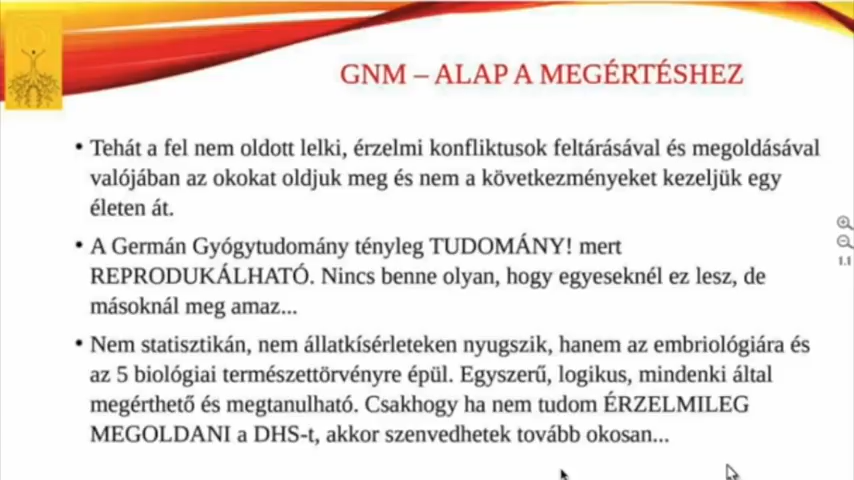 GNM – ALAP A MEGÉRTÉSHEZ
• Tehát a fel nem oldott lelki, érzelmi konfliktusok feltárásával és megoldásával
valójában az okokat oldjuk meg és nem a következményeket kezeljük egy
életen át.
• A Germán Gyógytudomány tényleg TUDOMÁNY! mert
REPRODUKÁLHATÓ. Nincs benne olyan, hogy egyeseknél ez lesz, de
másoknál meg amaz...
• Nem statisztikán, nem állatkísérleteken nyugszik, hanem az embriológiára és
az 5 biológiai természettörvényre épül. Egyszerű, logikus, mindenki által
megérthető és megtanulható. Csakhogy ha nem tudom ÉRZELMILEG
MEGOLDANI a DHS-t, akkor szenvedhetek tovább okosan...
1:1